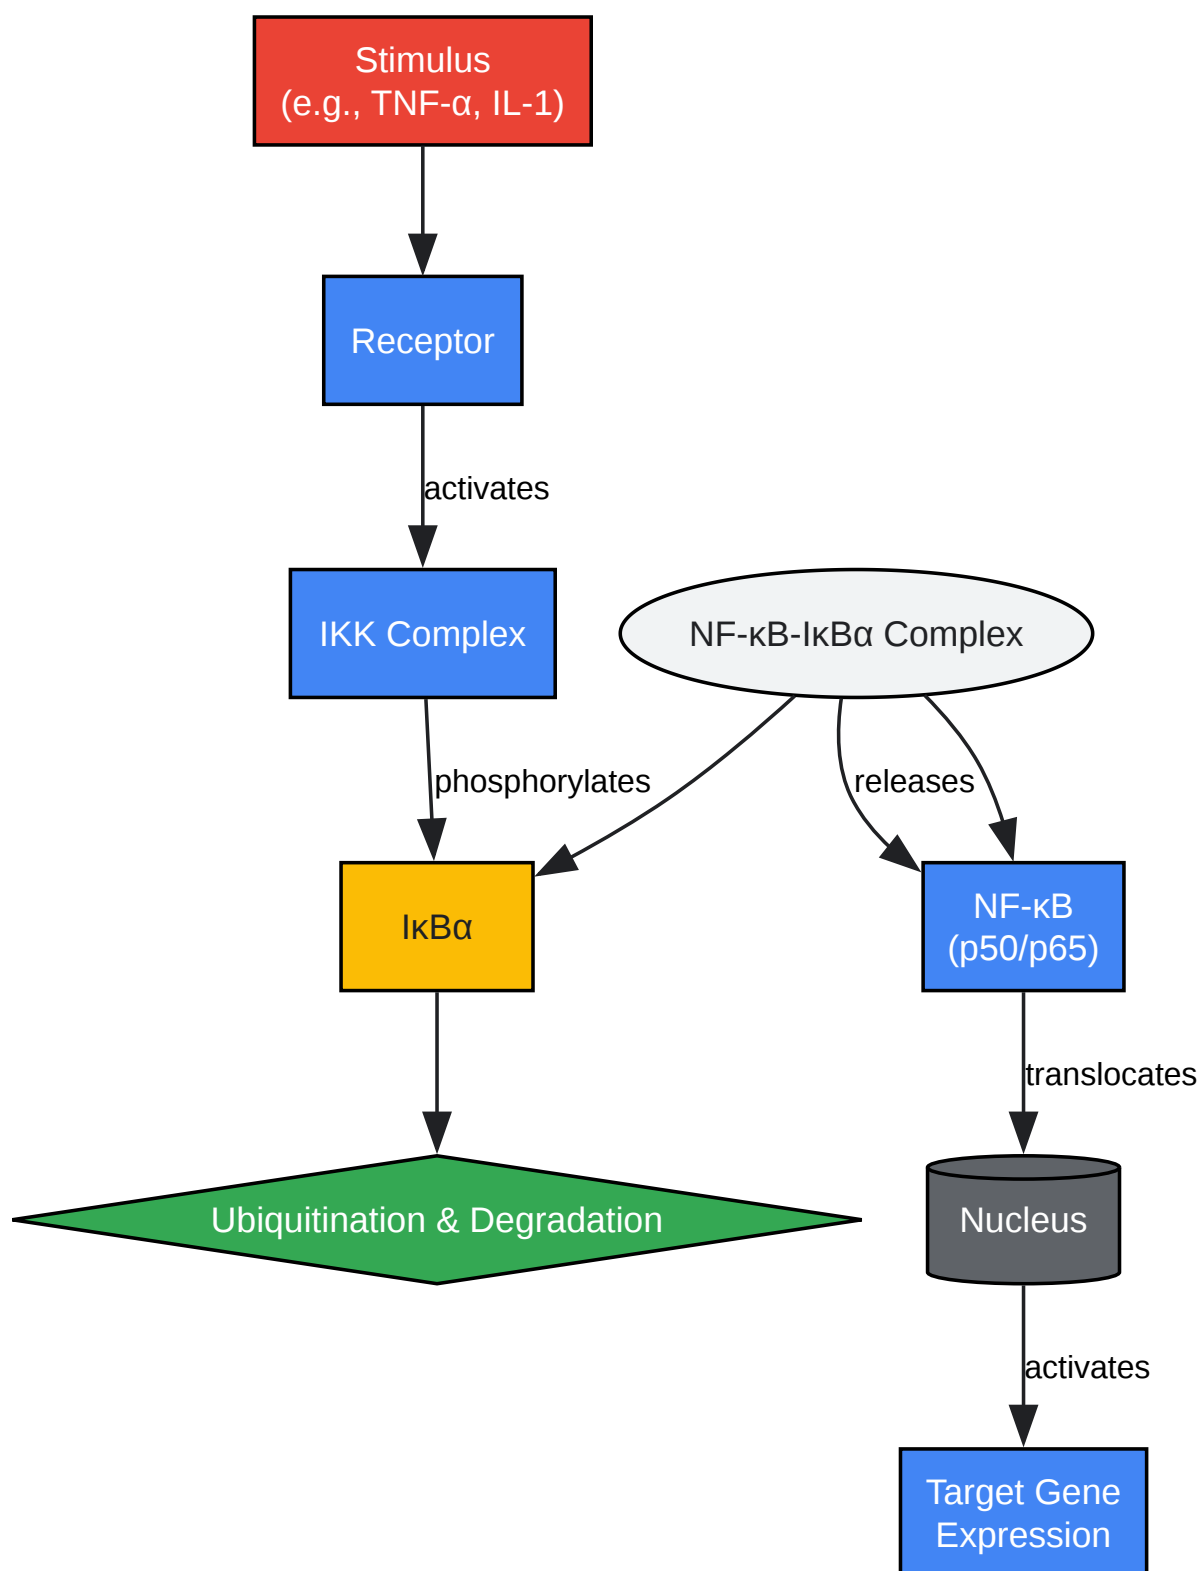 Stimulus
(e.g., TNF-α, IL-1)
Receptor
activates
IKK Complex
NF-κB-IκBα Complex
phosphorylates
releases
IκBα
NF-κB
(p50/p65)
translocates
Ubiquitination & Degradation
Nucleus
activates
Target Gene
Expression